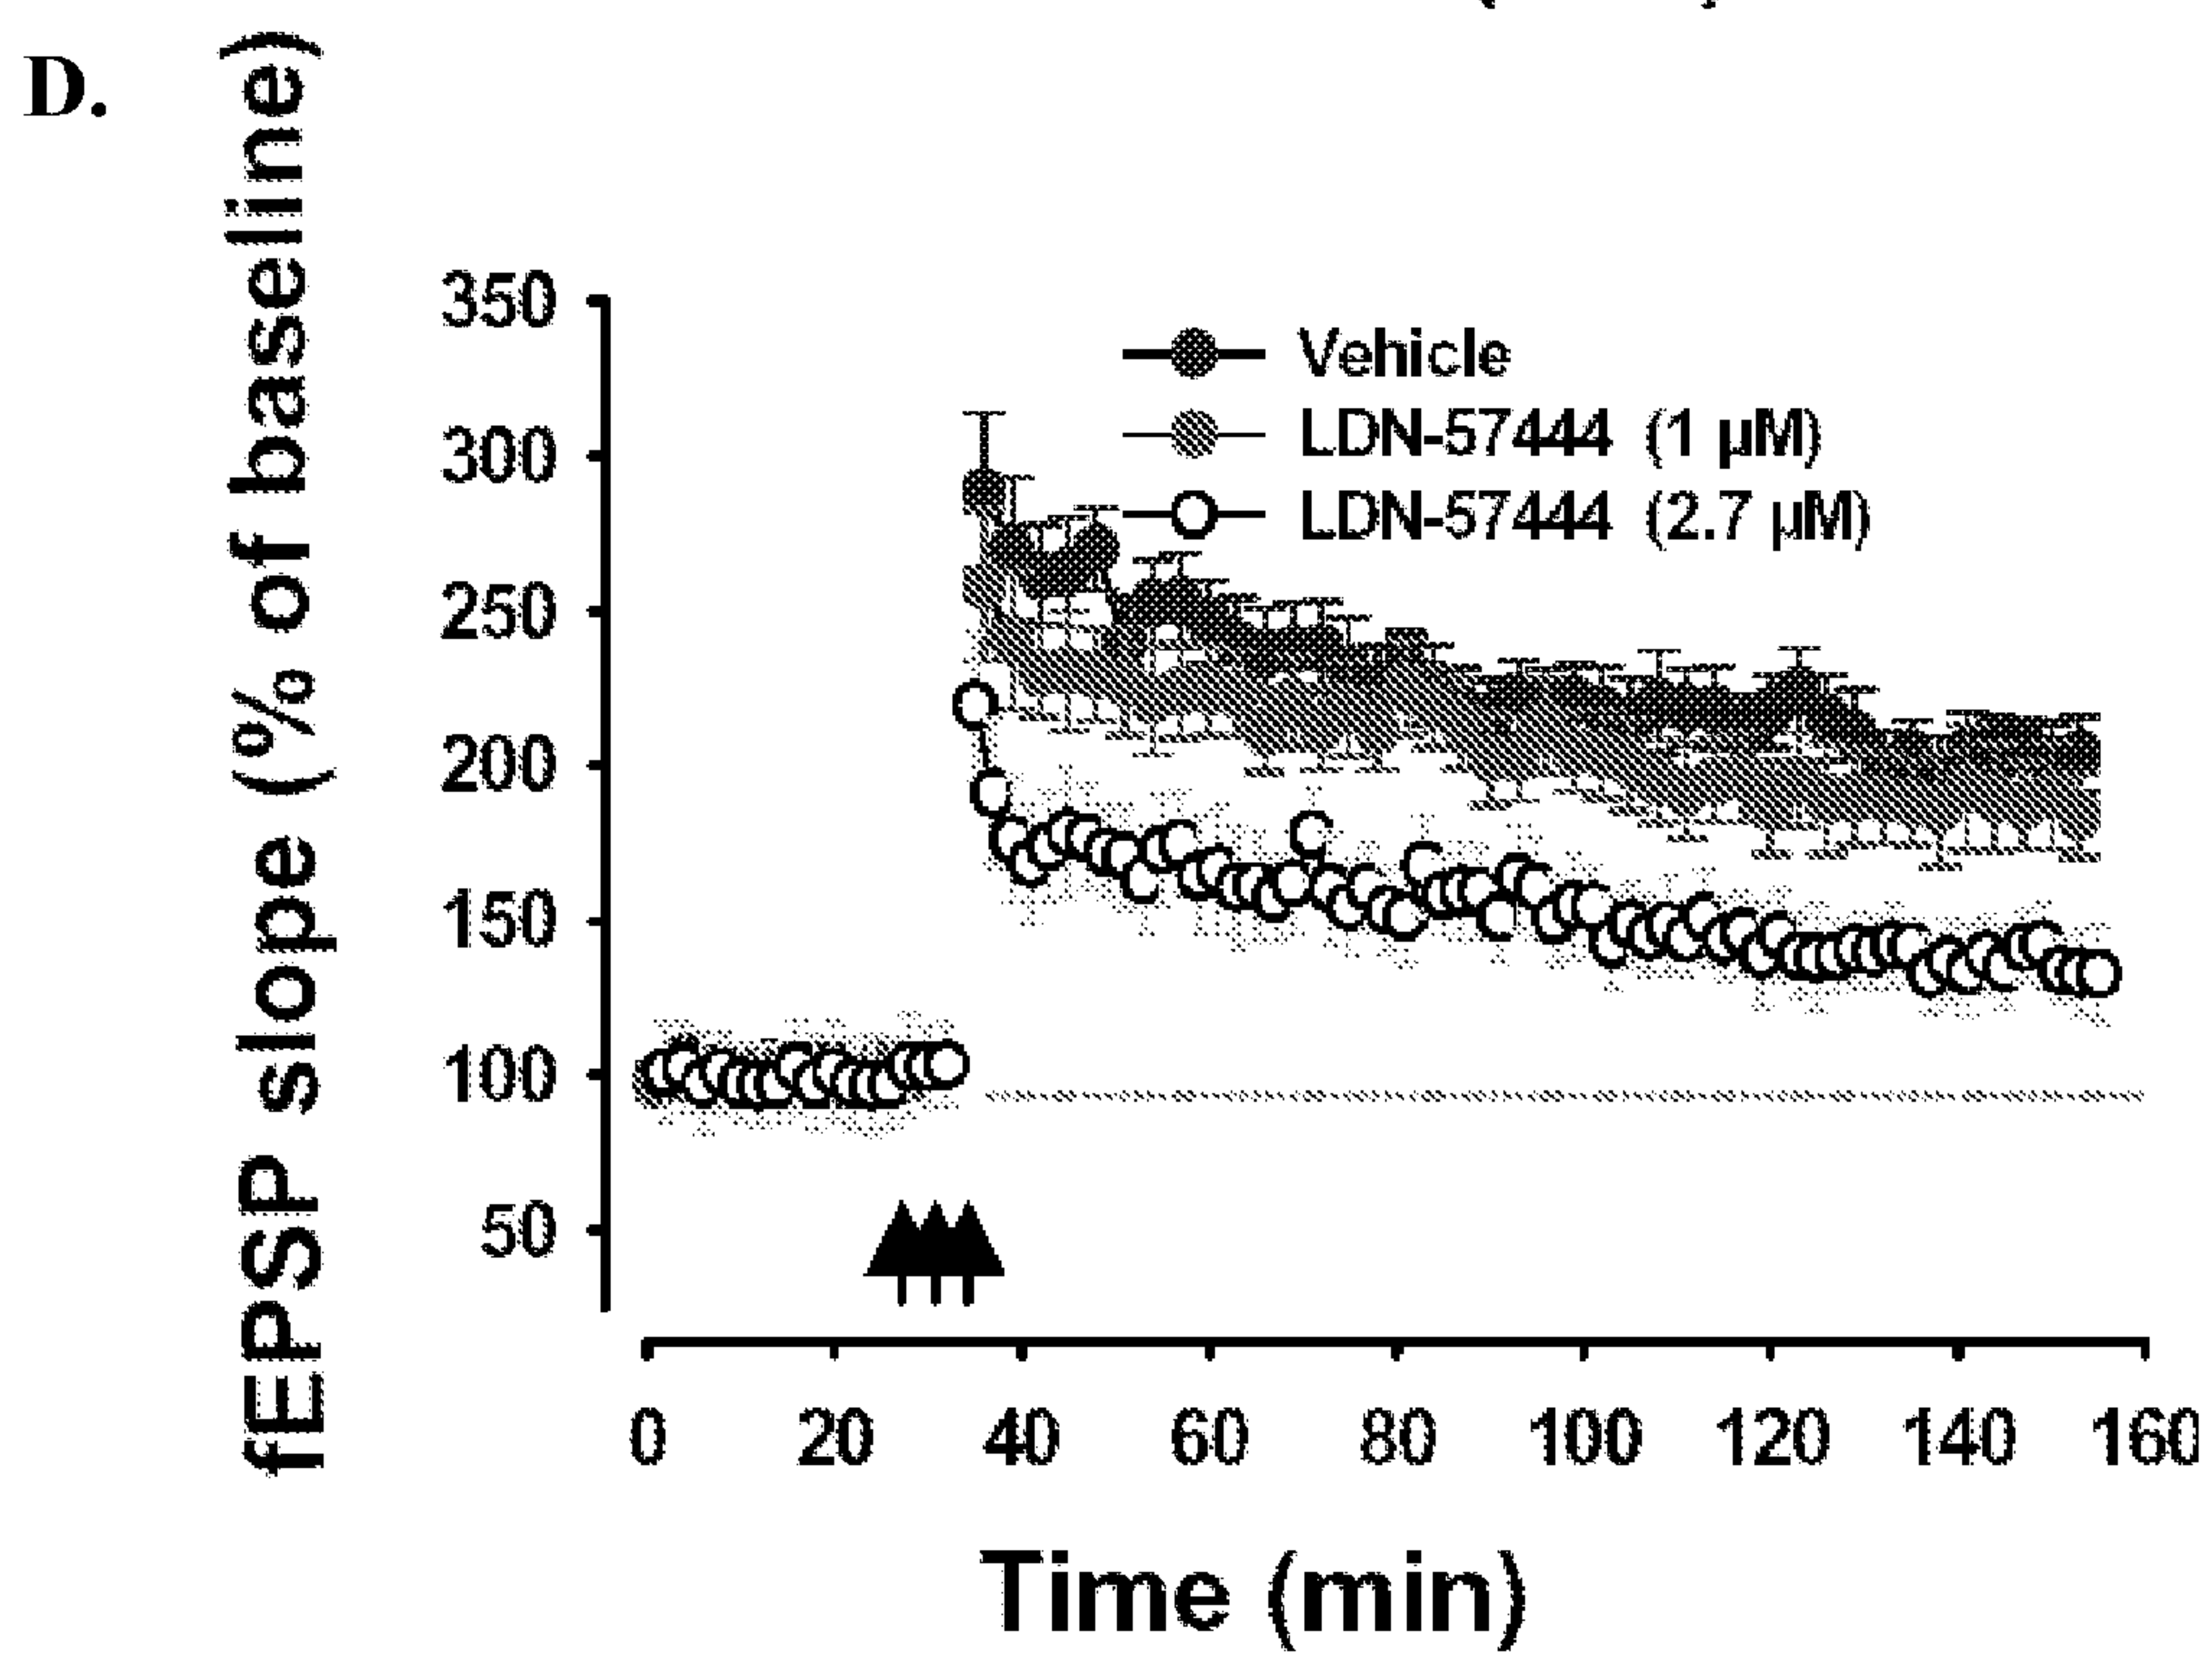 D.
fEPSP slope (% of baseline)
350
300
250
200
150
100
50
Vehicle
LDN-57444 (1 µM)
LDN-57444 (2.7 µM)
0 20 40 60 80 100 120 140 160
Time (min)